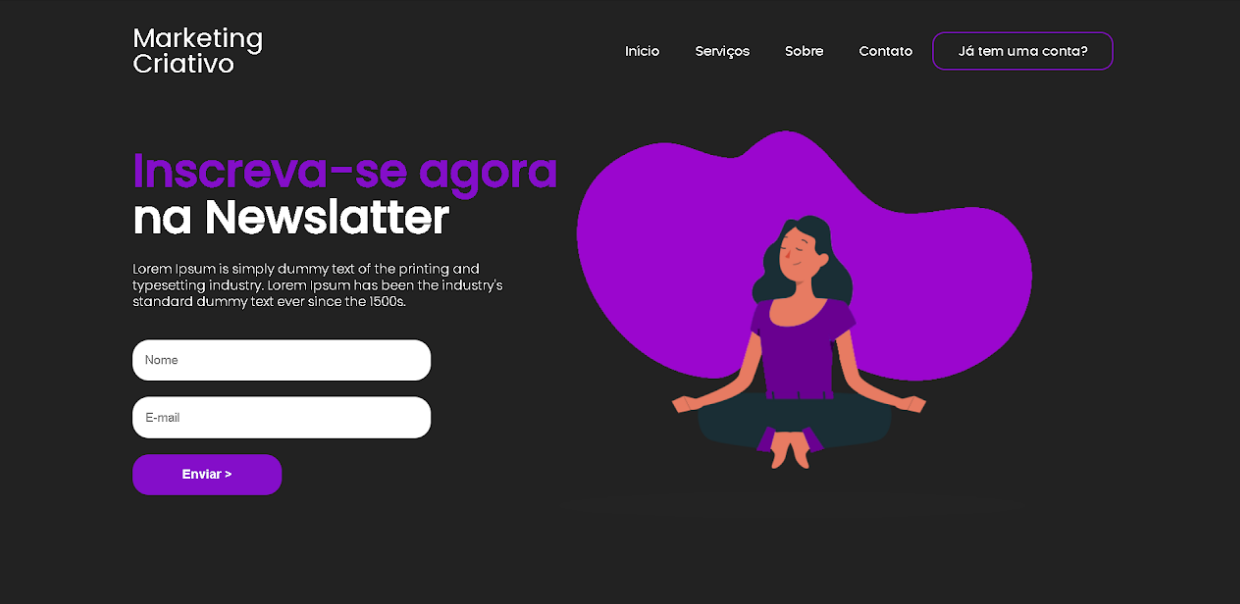 Marketing
Criativo
Início
Serviços
Sobre
Contato
Já tem uma conta?
Inscreva-se agora
na Newslatter
Lorem Ipsum is simply dummy text of the printing and
typesetting industry. Lorem Ipsum has been the industry's
standard dummy text ever since the 1500s.
Nome
E-mail
Enviar >